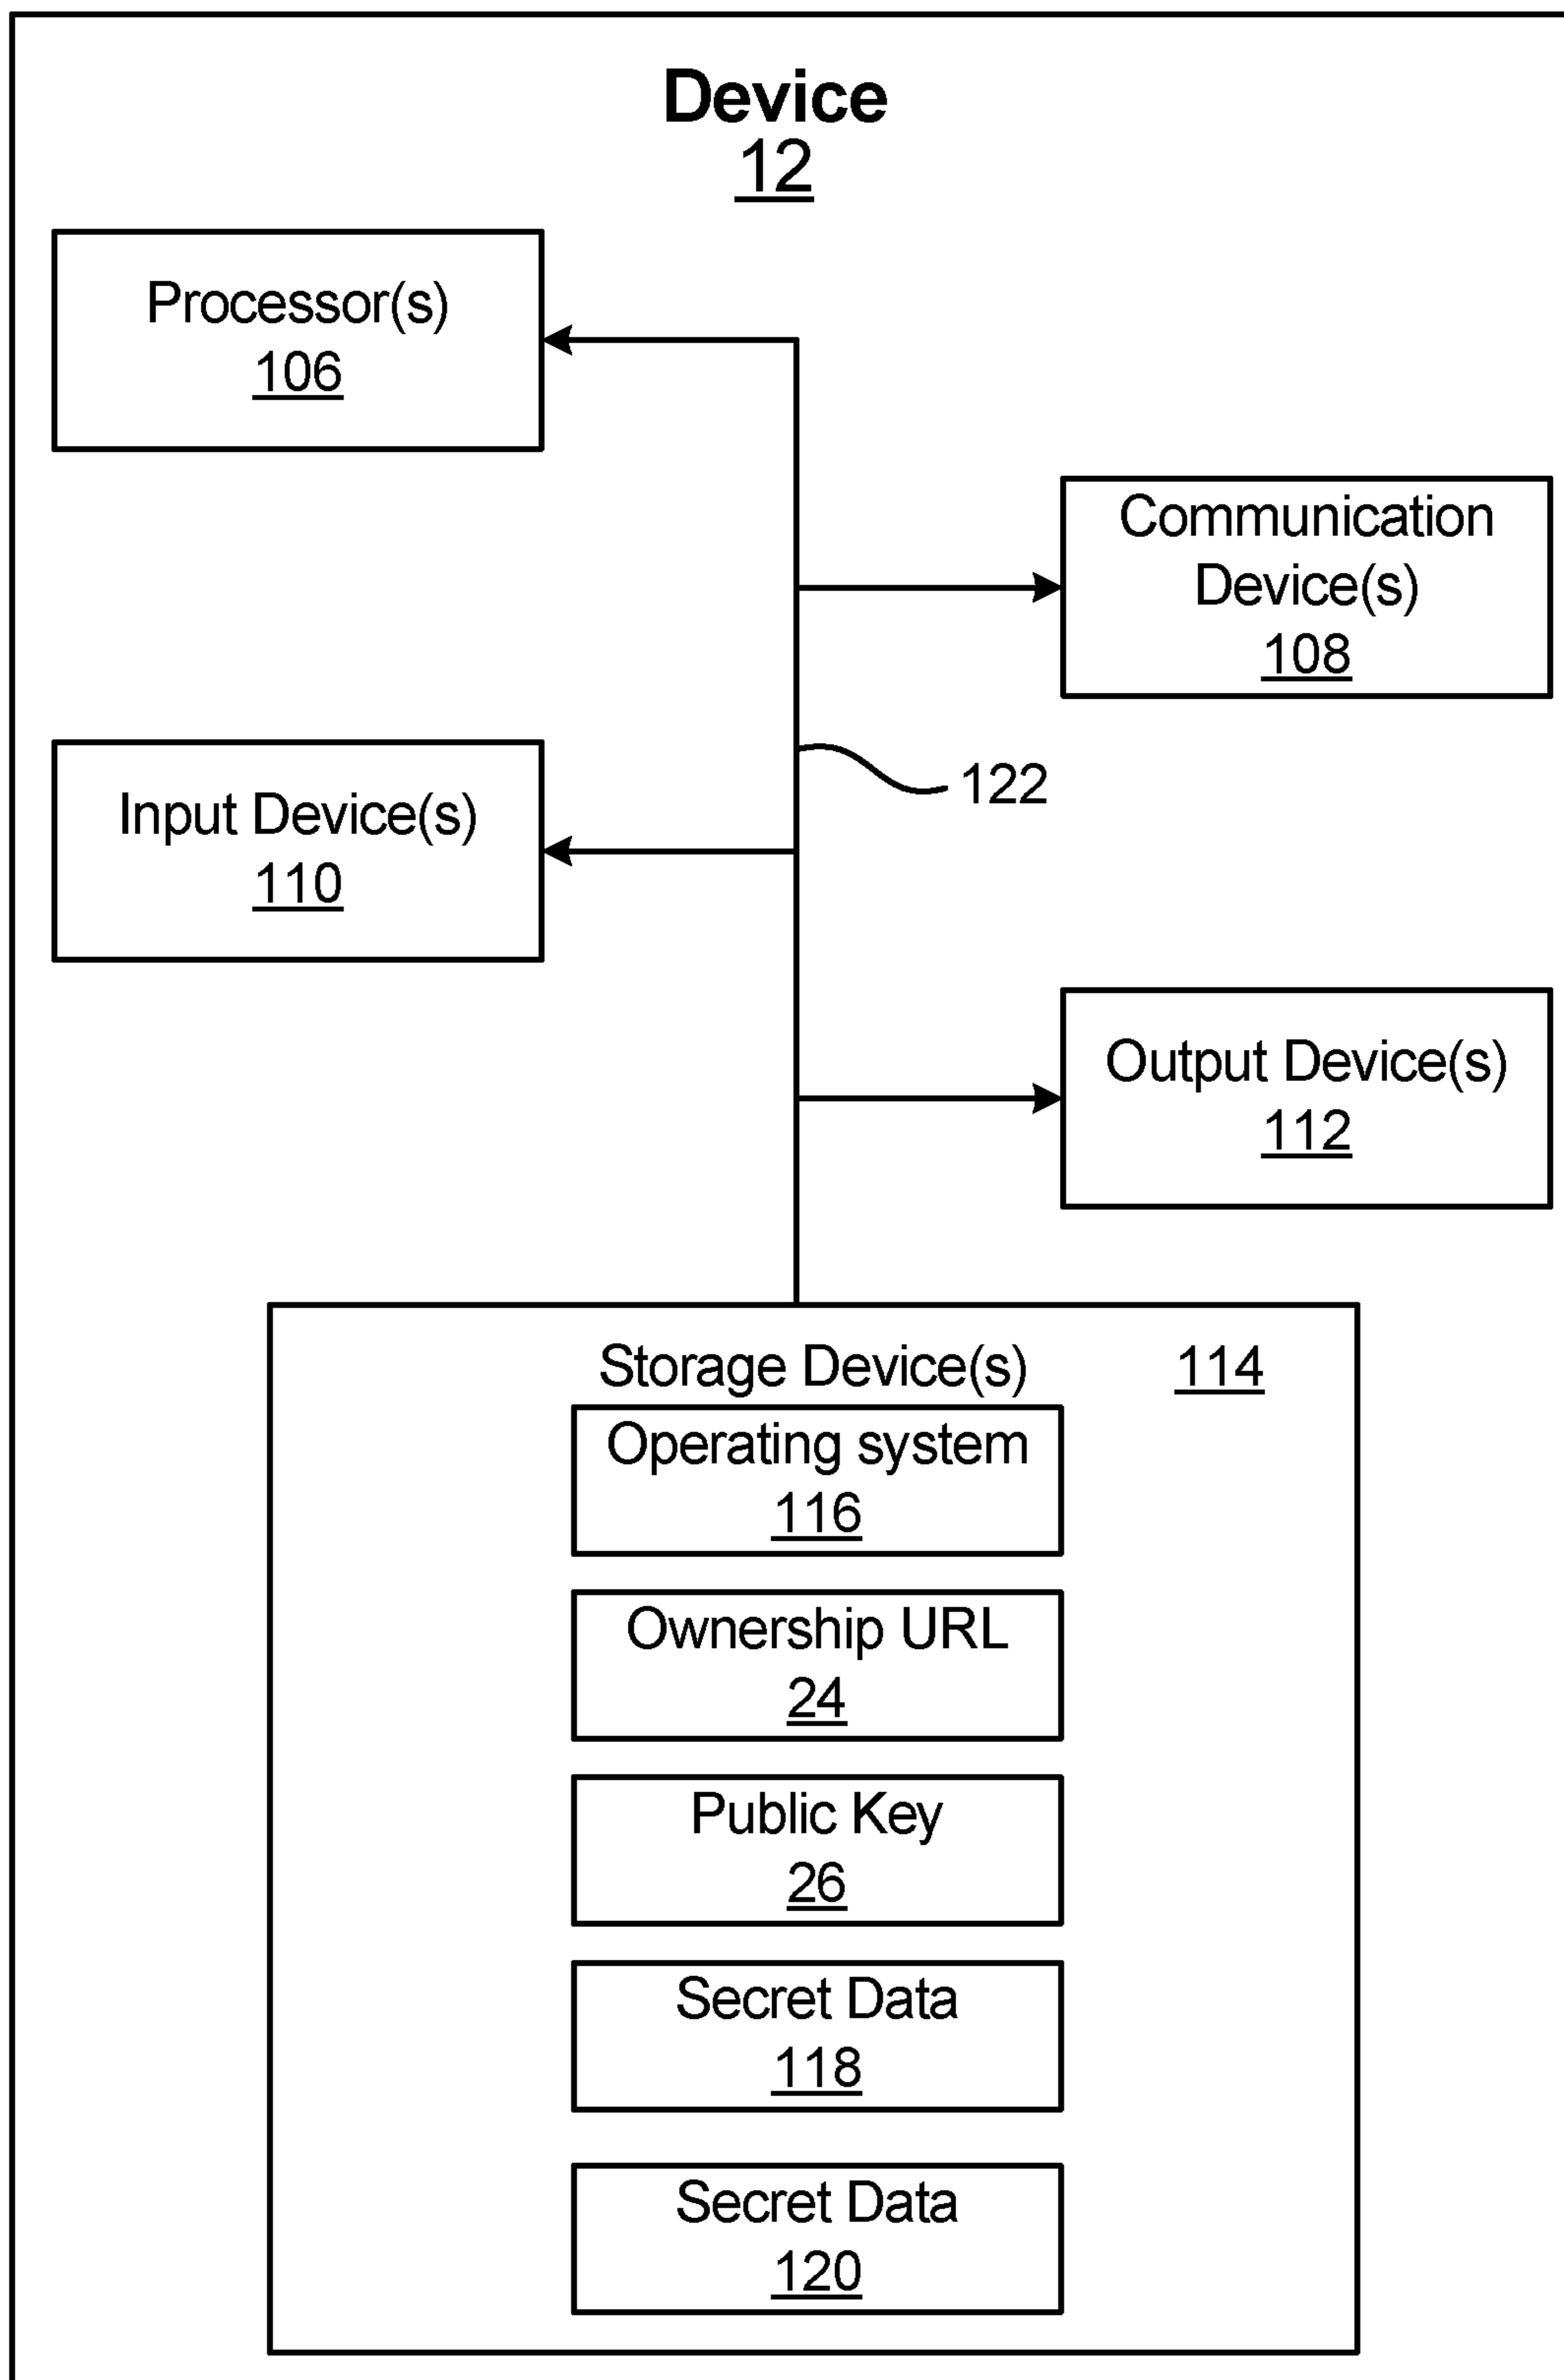 Device
12
Processor(s)
106
Communication
Device(s)
108
122
Input Device(s)
110
Output Device(s)
112
Storage Device(s) 114
Operating system
116
Ownership URL
24
Public Key
26
Secret Data
118
Secret Data
120